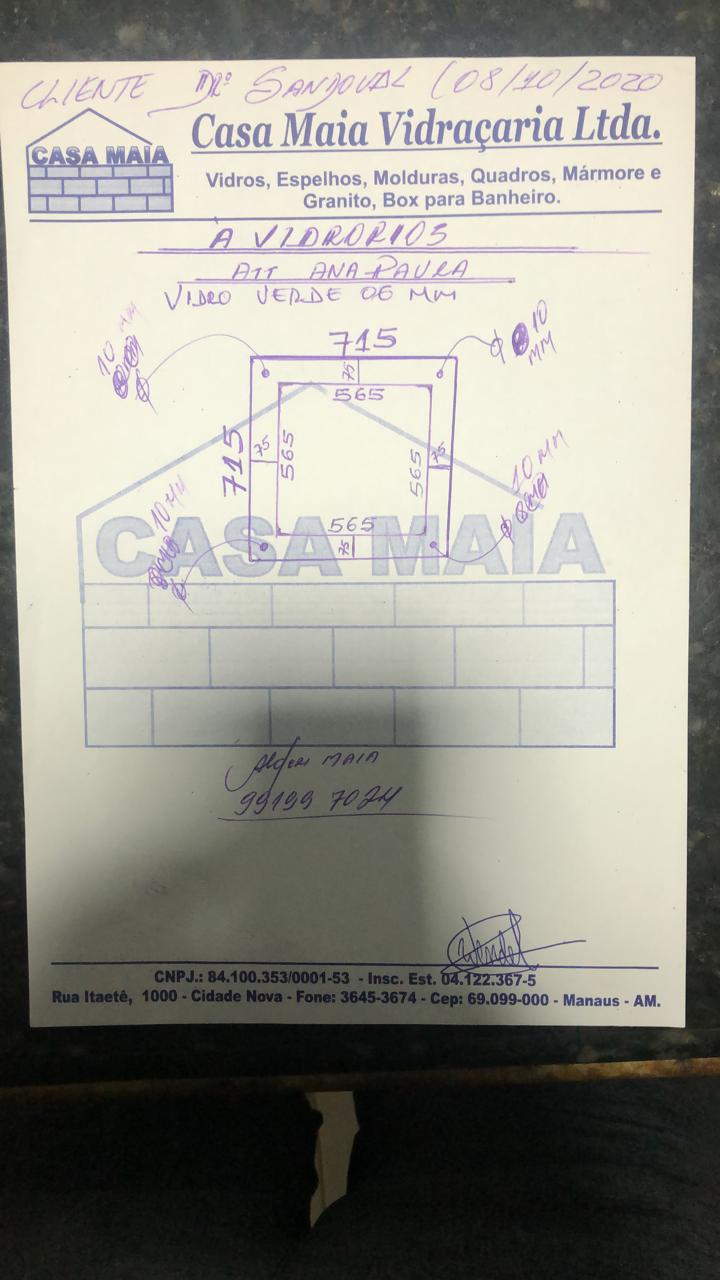 CLIENTE Drº SANDOVAL (08/10/2020
CASA MAIA
Casa Maia Vidraçaria Ltda.
Vidros, Espelhos, Molduras, Quadros, Mármore e
Granito, Box para Banheiro.
A VIDRORIOS
ATT ANA PAULA
VIDRO VERDE 06 MM
10 MM
715
10
MM
75
565
715
75
565
565
75
10 MM
10 MM
565
75
CASA MAIA
MAIA
99199 7024
CNPJ.: 84.100.353/0001-53 - Insc. Est. 04.122.367-5
Rua Itaetê, 1000 - Cidade Nova - Fone: 3645-3674 - Cep: 69.099-000 - Manaus - AM.